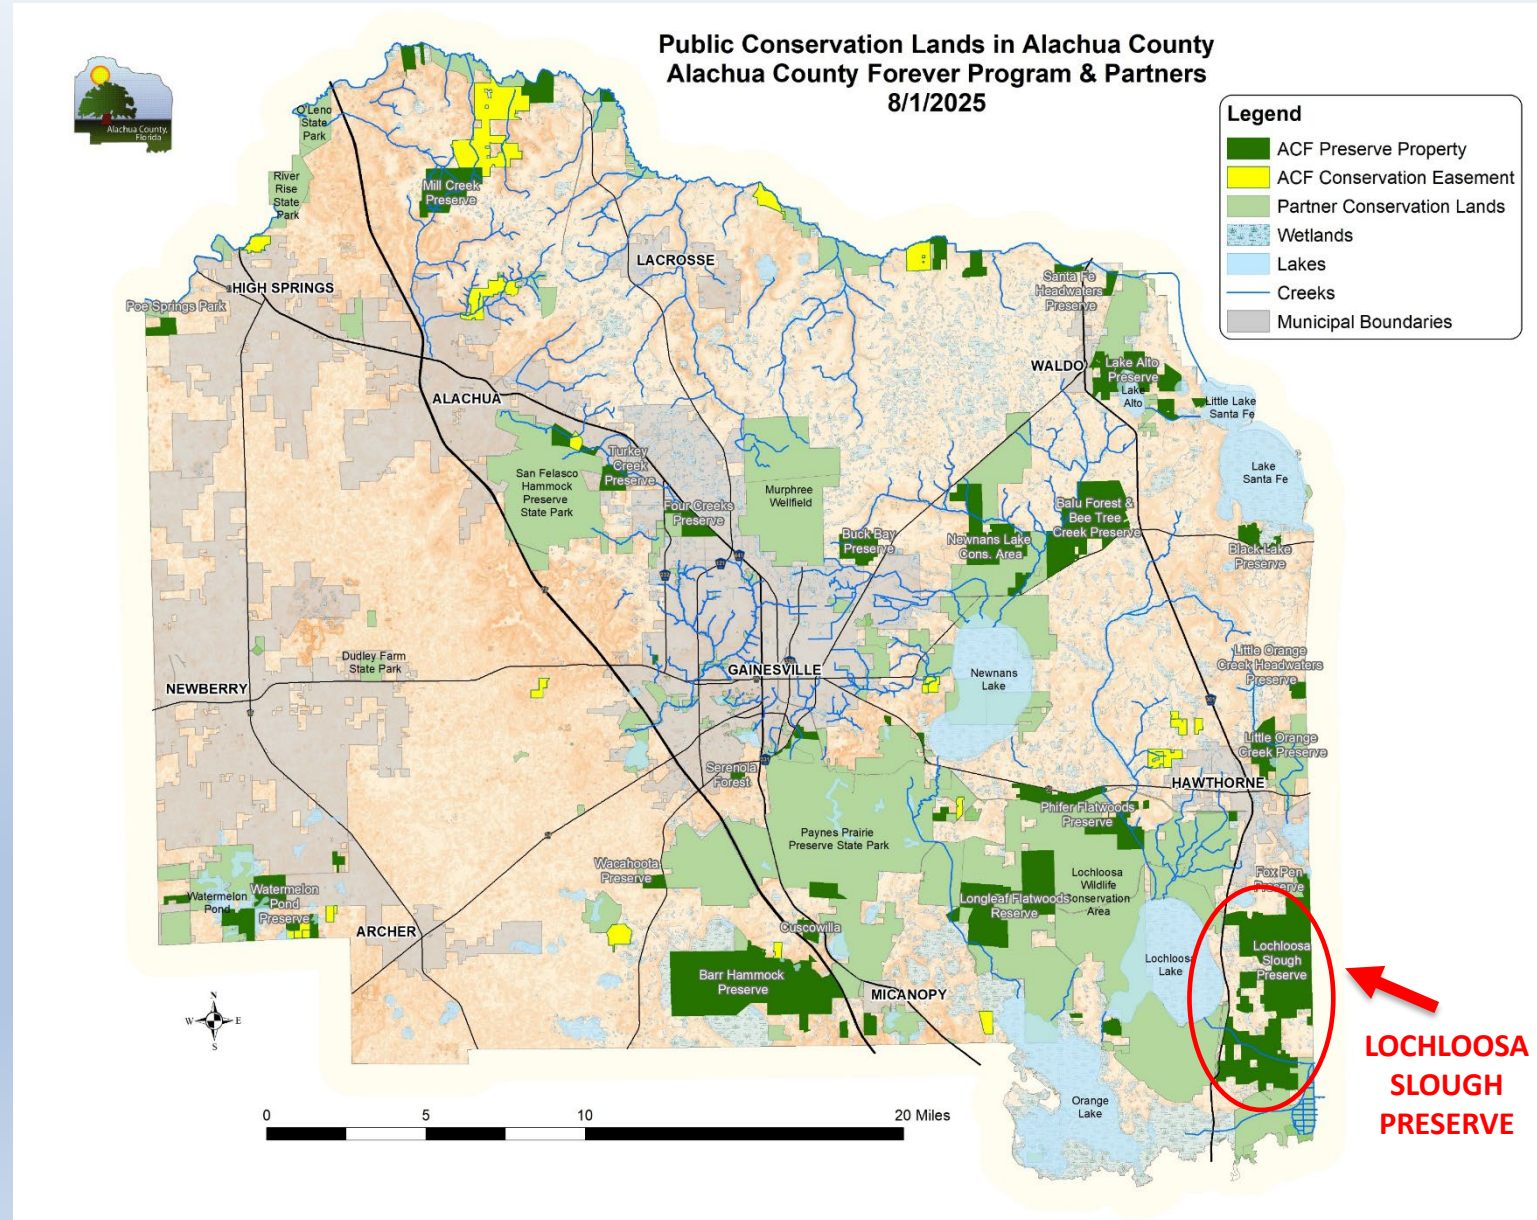 Public Conservation Lands in Alachua County
Alachua County Forever Program & Partners
8/1/2025
Alachua County,
Florida
Legend
ACF Preserve Property
ACF Conservation Easement
Partner Conservation Lands
Wetlands
Lakes
Creeks
Municipal Boundaries
O'Leno
State
Park
River
Rise
State
Park
Mill Creek
Preserve
LACROSSE
HIGH SPRINGS
Poe Springs Park
Santa Fe
Headwaters
Preserve
WALDO
Lake Alto
Preserve
Lake
Alto
Little Lake
Santa Fe
ALACHUA
Lake
Santa Fe
Turkey
Creek
Preserve
San Felasco
Hammock
Preserve
State Park
Murphree
Wellfield
Four Creeks
Preserve
Buck Bay
Preserve
Newnans Lake
Cons. Area
Balu Forest &
Bee Tree
Creek Preserve
Black Lake
Preserve
Dudley Farm
State Park
NEWBERRY
GAINESVILLE
Newnans
Lake
Little Orange
Creek Headwaters
Preserve
Little Orange
Creek Preserve
Serenola
Forest
HAWTHORNE
Phifer Flatwoods
Preserve
Paynes Prairie
Preserve State Park
Wacahoota
Preserve
Lochloosa
Wildlife
Conservation
Area
Fox Pen
Preserve
Watermelon
Pond
Watermelon
Pond
Preserve
Longleaf Flatwoods
Reserve
ARCHER
Cuscowilla
Lochloosa
Slough
Preserve
Lochloosa
Lake
Barr Hammock
Preserve
MICANOPY
N
W
E
S
LOCHLOOSA
SLOUGH
PRESERVE
Orange
Lake
0
5
10
20 Miles